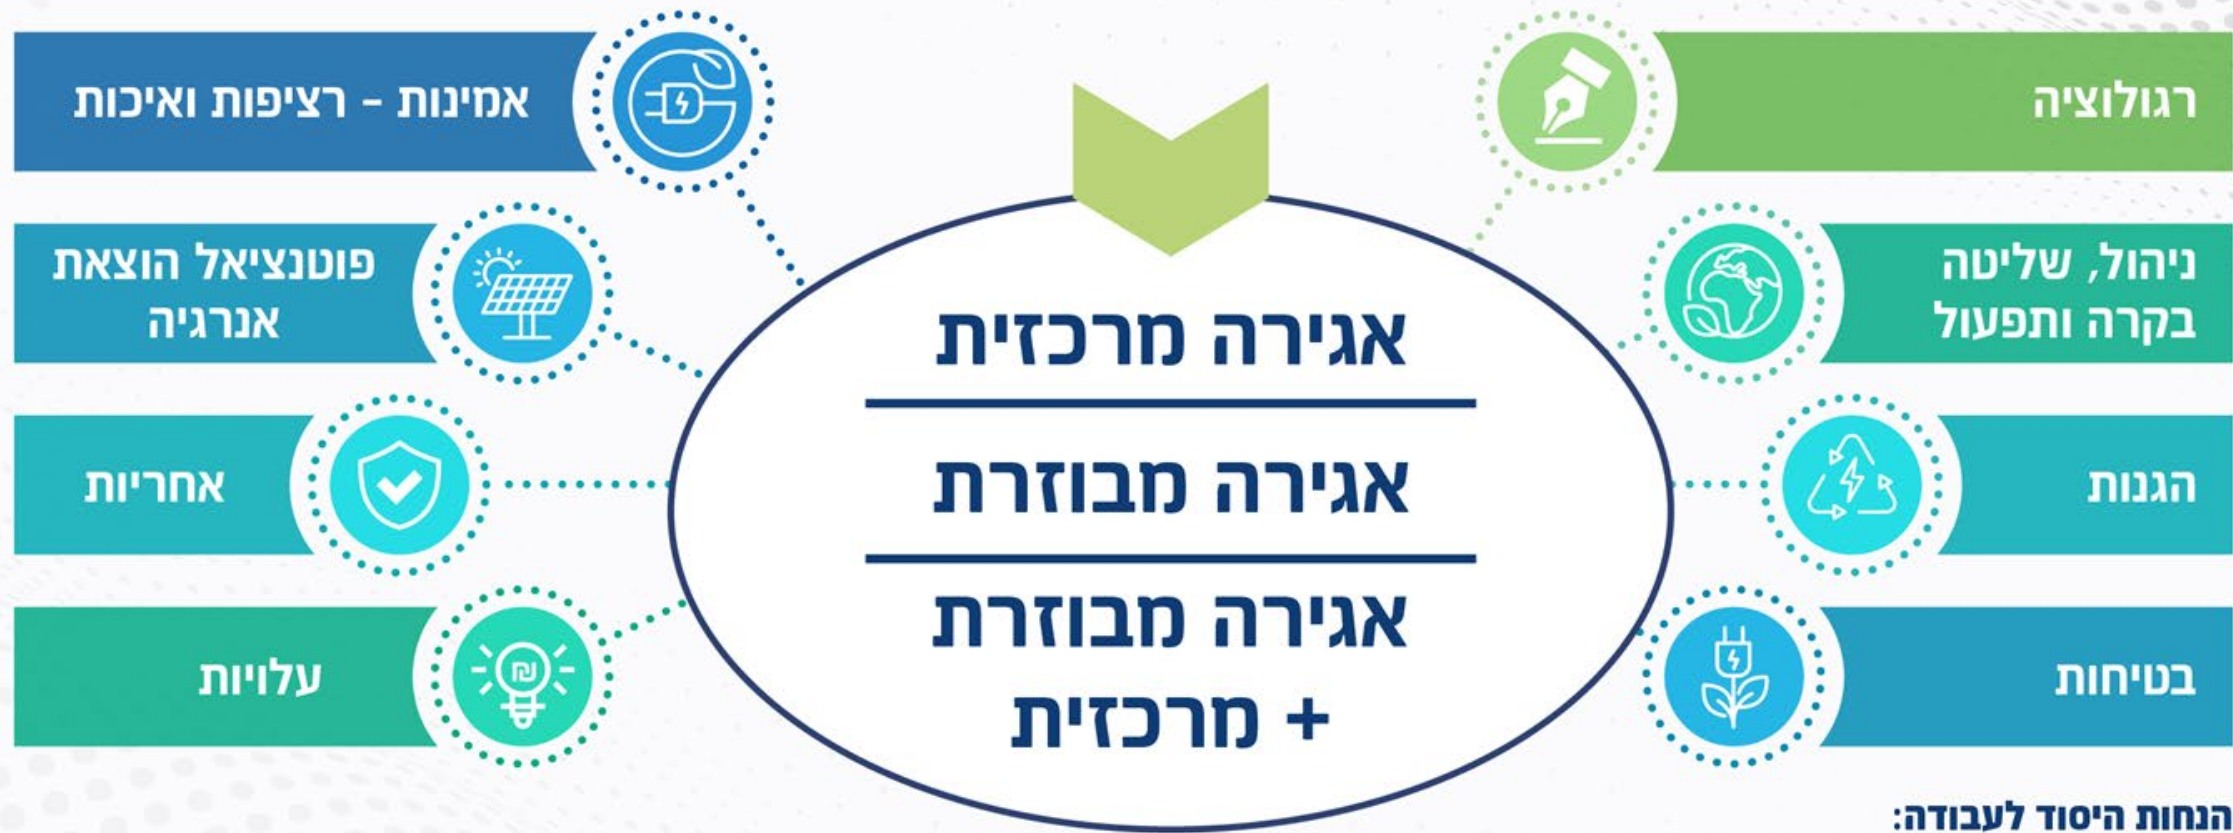 רגולוציה
ניהול, שליטה
בקרה ותפעול
הגנות
בטיחות
אגירה מרכזית
אגירה מבוזרת
אגירה מבוזרת
+ מרכזית
אמינות – רציפות ואיכות
פוטנציאל הוצאת
אנרגיה
אחריות
עלויות
₪
הנחות היסוד לעבודה: